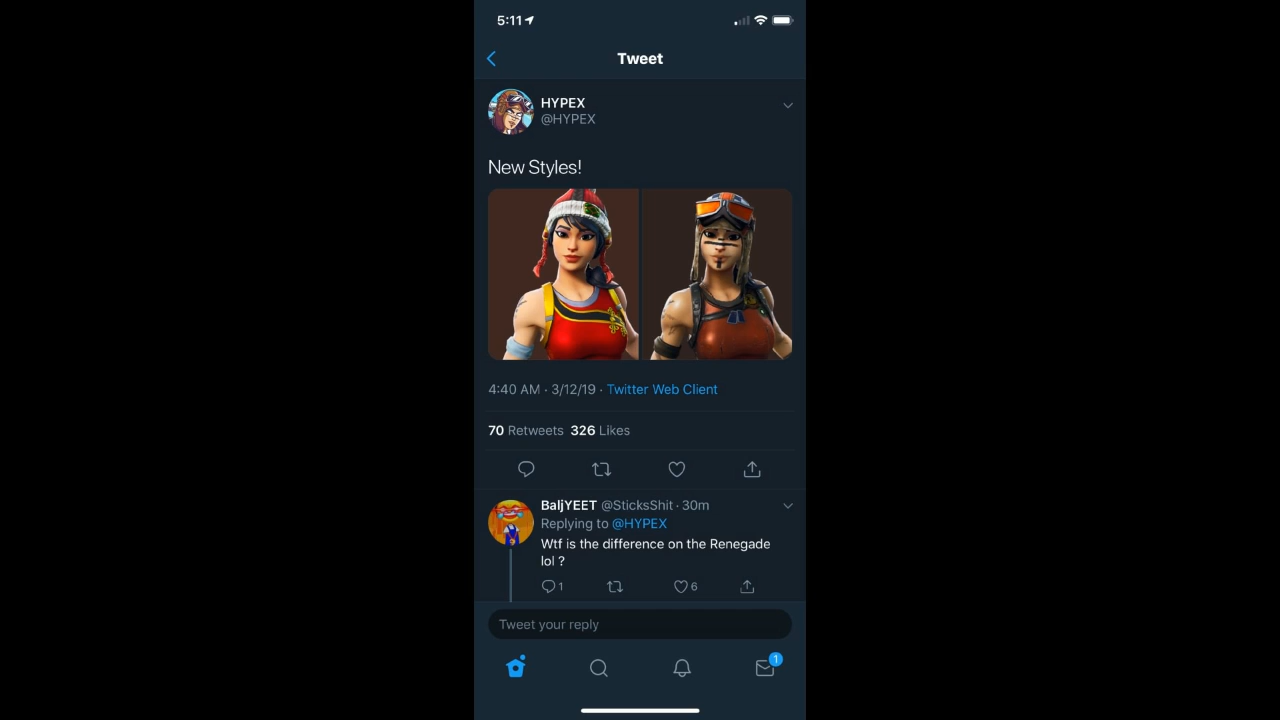 5:11
Tweet
HYPEX
@HYPEX
New Styles!
4:40 AM · 3/12/19 · Twitter Web Client
70 Retweets 326 Likes
BaljYEET @SticksShit · 30m
Replying to @HYPEX
Wtf is the difference on the Renegade
lol ?
1
6
Tweet your reply
1